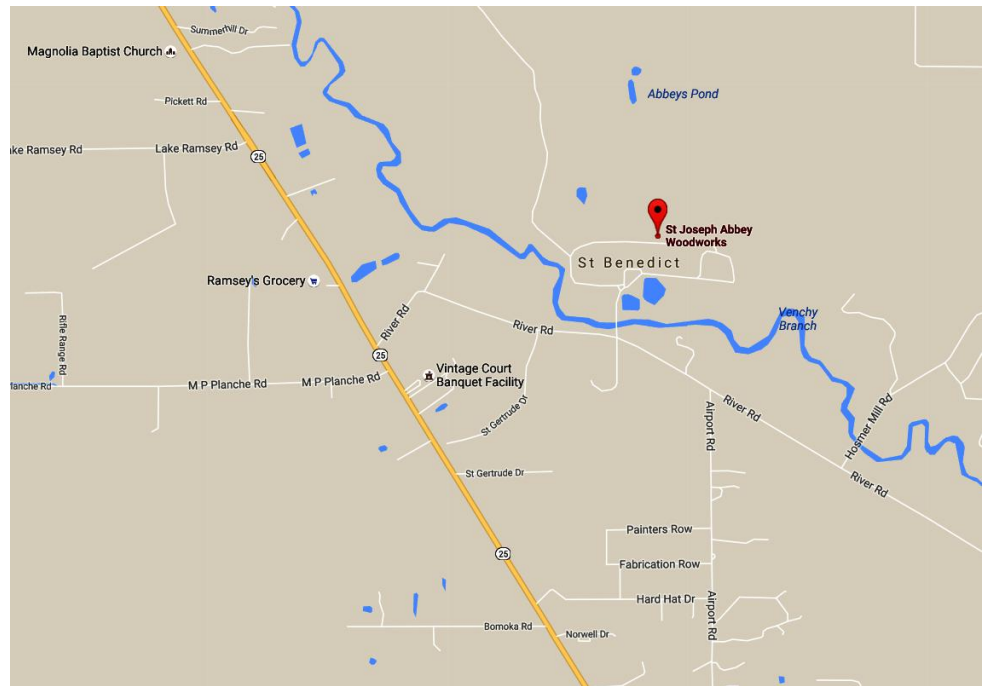 Summerhill Dr
Magnolia Baptist Church
Abbeys Pond
Pickett Rd
ake Ramsey Rd
Lake Ramsey Rd
25
St Joseph Abbey
Woodworks
St Benedict
Ramsey's Grocery
River Rd
Venchy
Branch
Rifle Range Rd
River Rd
25
Vintage Court
Banquet Facility
Planche Rd
M P Planche Rd
M P Planche Rd
St Gertrude Dr
River Rd
Airport Rd
Hosmer Mill Rd
St Gertrude Dr
River Rd
Painters Row
25
Fabrication Row
Hard Hat Dr
Airport Rd
Bomoka Rd
Norwell Dr